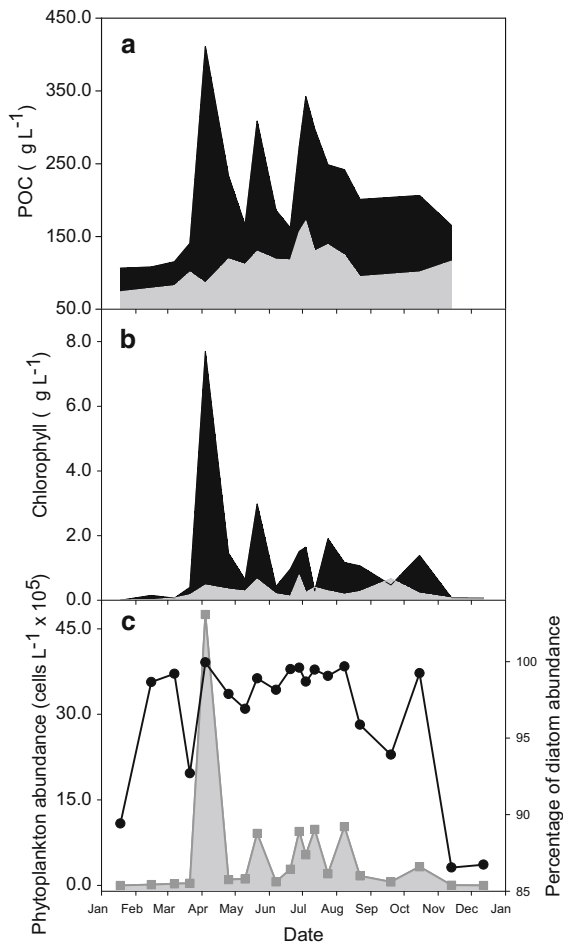 450.0
a
350.0
250.0
150.0
50.0
POC ( g L-1)
b
8.0
6.0
4.0
2.0
0.0
Chlorophyll ( g L-1)
c
45.0
30.0
15.0
0.0
Phytoplankton abundance (cells L-1 x 105)
100
95
90
85
Percentage of diatom abundance
Jan Feb Mar Apr May Jun Jul Aug Sep Oct Nov Dec Jan
Date